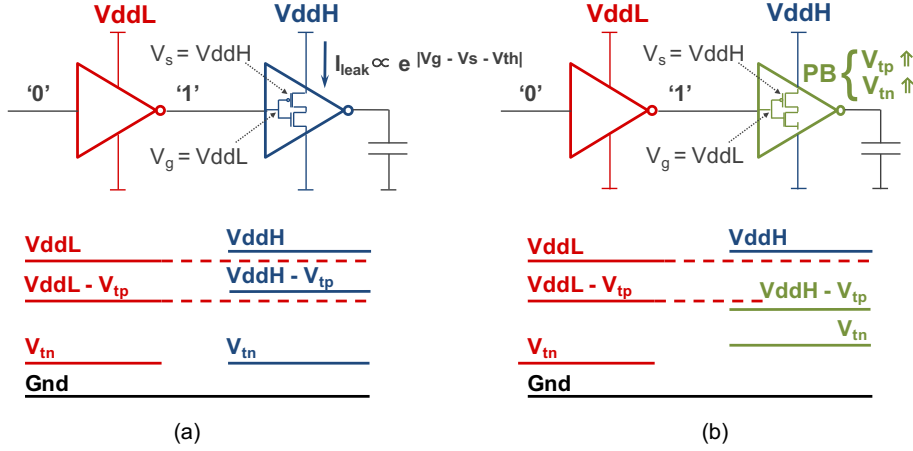 VddL
VddH
V_s = VddH
I_leak ∝ e^|Vg - Vs - Vth|
'0'
'1'
V_g = VddL
VddL
VddH
VddL - V_tp
VddH - V_tp
V_tn
V_tn
Gnd
(a)
VddL
VddH
V_s = VddH
PB { V_tp ⇑
V_tn ⇑
'0'
'1'
V_g = VddL
VddL
VddH
VddL - V_tp
VddH - V_tp
V_tn
V_tn
Gnd
(b)